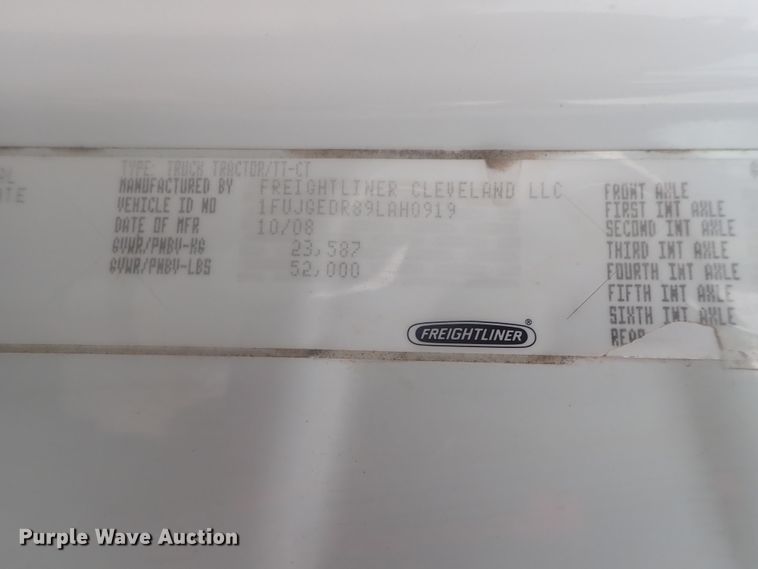 TYPE: TRUCK TRACTOR/TT-CT
MANUFACTURED BY FREIGHTLINER CLEVELAND LLC
VEHICLE ID NO 1FUJGEDR89LAH0919
DATE OF MFR 10/08
GVWR/PNBV-KG 23,587
GVWR/PNBV-LBS 52,000
FRONT AXLE
FIRST INT AXLE
SECOND INT AXLE
THIRD INT AXLE
FOURTH INT AXLE
FIFTH INT AXLE
SIXTH INT AXLE
REAR
FREIGHTLINER®
Purple Wave Auction